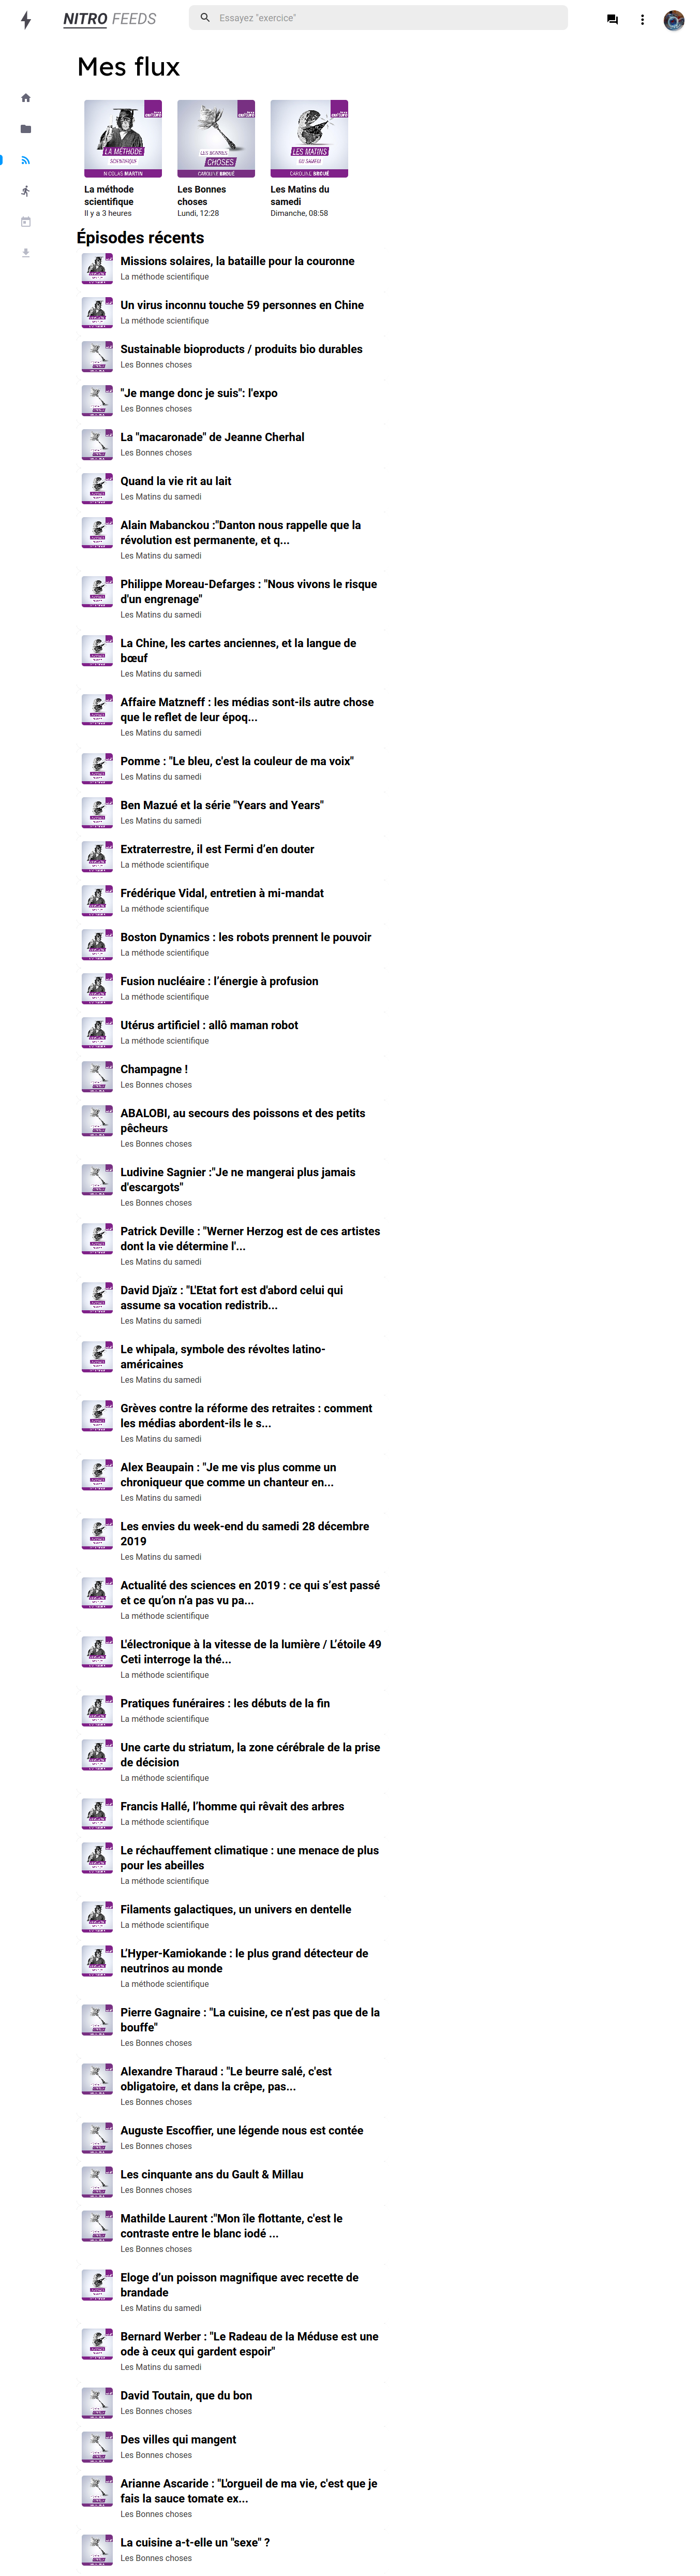 NITRO FEEDS
Essayez "exercice"
Mes flux
LA MÉTHODE
SCIENTIFIQUE
NICOLAS MARTIN
LES BONNES
CHOSES
CAROLINE BROUÉ
LES MATINS
DU SAMEDI
CAROLINE BROUÉ
La méthode
scientifique
Il y a 3 heures
Les Bonnes
choses
Lundi, 12:28
Les Matins du
samedi
Dimanche, 08:58
Épisodes récents
Missions solaires, la bataille pour la couronne
La méthode scientifique
Un virus inconnu touche 59 personnes en Chine
La méthode scientifique
Sustainable bioproducts / produits bio durables
Les Bonnes choses
"Je mange donc je suis": l'expo
Les Bonnes choses
La "macaronade" de Jeanne Cherhal
Les Bonnes choses
Quand la vie rit au lait
Les Matins du samedi
Alain Mabanckou :"Danton nous rappelle que la
révolution est permanente, et q...
Les Matins du samedi
Philippe Moreau-Defarges : "Nous vivons le risque
d'un engrenage"
Les Matins du samedi
La Chine, les cartes anciennes, et la langue de
bœuf
Les Matins du samedi
Affaire Matzneff : les médias sont-ils autre chose
que le reflet de leur époq...
Les Matins du samedi
Pomme : "Le bleu, c'est la couleur de ma voix"
Les Matins du samedi
Ben Mazué et la série "Years and Years"
Les Matins du samedi
Extraterrestre, il est Fermi d’en douter
La méthode scientifique
Frédérique Vidal, entretien à mi-mandat
La méthode scientifique
Boston Dynamics : les robots prennent le pouvoir
La méthode scientifique
Fusion nucléaire : l’énergie à profusion
La méthode scientifique
Utérus artificiel : allô maman robot
La méthode scientifique
Champagne !
Les Bonnes choses
ABALOBI, au secours des poissons et des petits
pêcheurs
Les Bonnes choses
Ludivine Sagnier :"Je ne mangerai plus jamais
d'escargots"
Les Bonnes choses
Patrick Deville : "Werner Herzog est de ces artistes
dont la vie détermine l'...
Les Matins du samedi
David Djaïz : "L'Etat fort est d'abord celui qui
assume sa vocation redistrib...
Les Matins du samedi
Le whipala, symbole des révoltes latino-
américaines
Les Matins du samedi
Grèves contre la réforme des retraites : comment
les médias abordent-ils le s...
Les Matins du samedi
Alex Beaupain : "Je me vis plus comme un
chroniqueur que comme un chanteur en...
Les Matins du samedi
Les envies du week-end du samedi 28 décembre
2019
Les Matins du samedi
Actualité des sciences en 2019 : ce qui s’est passé
et ce qu’on n’a pas vu pa...
La méthode scientifique
L'électronique à la vitesse de la lumière / L’étoile 49
Ceti interroge la thé...
La méthode scientifique
Pratiques funéraires : les débuts de la fin
La méthode scientifique
Une carte du striatum, la zone cérébrale de la prise
de décision
La méthode scientifique
Francis Hallé, l’homme qui rêvait des arbres
La méthode scientifique
Le réchauffement climatique : une menace de plus
pour les abeilles
La méthode scientifique
Filaments galactiques, un univers en dentelle
La méthode scientifique
L’Hyper-Kamiokande : le plus grand détecteur de
neutrinos au monde
La méthode scientifique
Pierre Gagnaire : "La cuisine, ce n’est pas que de la
bouffe"
Les Bonnes choses
Alexandre Tharaud : "Le beurre salé, c'est
obligatoire, et dans la crêpe, pas...
Les Bonnes choses
Auguste Escoffier, une légende nous est contée
Les Bonnes choses
Les cinquante ans du Gault & Millau
Les Bonnes choses
Mathilde Laurent :"Mon île flottante, c'est le
contraste entre le blanc iodé ...
Les Bonnes choses
Eloge d’un poisson magnifique avec recette de
brandade
Les Matins du samedi
Bernard Werber : "Le Radeau de la Méduse est une
ode à ceux qui gardent espoir"
Les Matins du samedi
David Toutain, que du bon
Les Bonnes choses
Des villes qui mangent
Les Bonnes choses
Arianne Ascaride : "L'orgueil de ma vie, c'est que je
fais la sauce tomate ex...
Les Bonnes choses
La cuisine a-t-elle un "sexe" ?
Les Bonnes choses